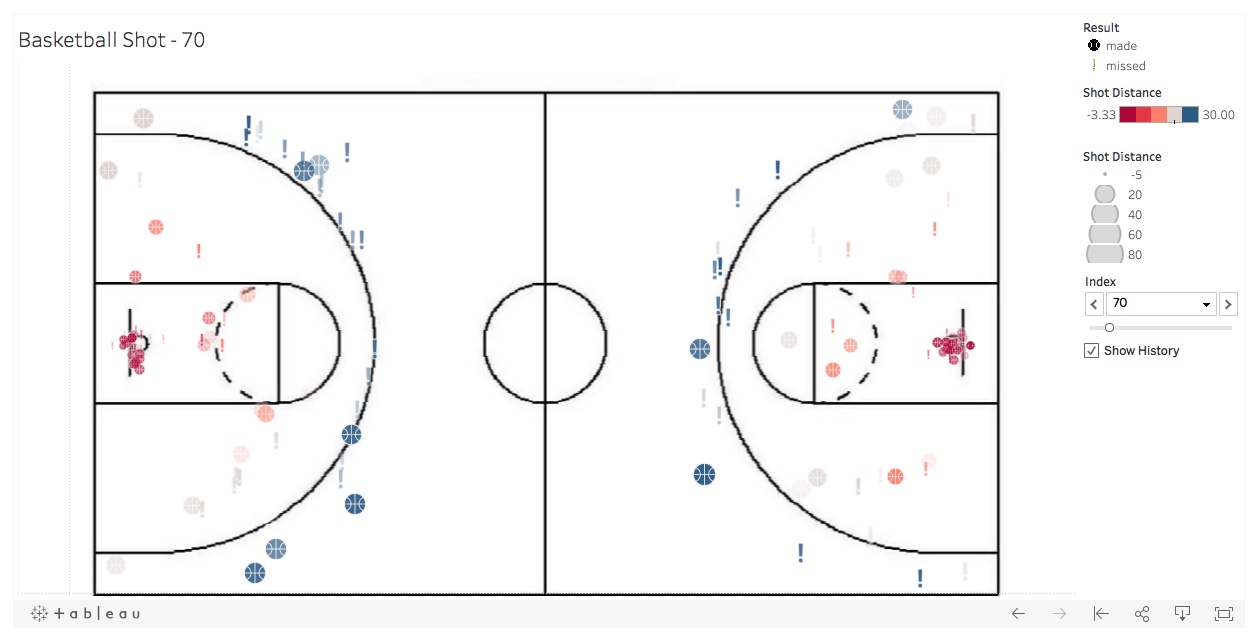 Basketball Shot - 70
Result
made
missed
Shot Distance
-3.33 30.00
Shot Distance
-5
20
40
60
80
Index
70
Show History
+ a b l e a u